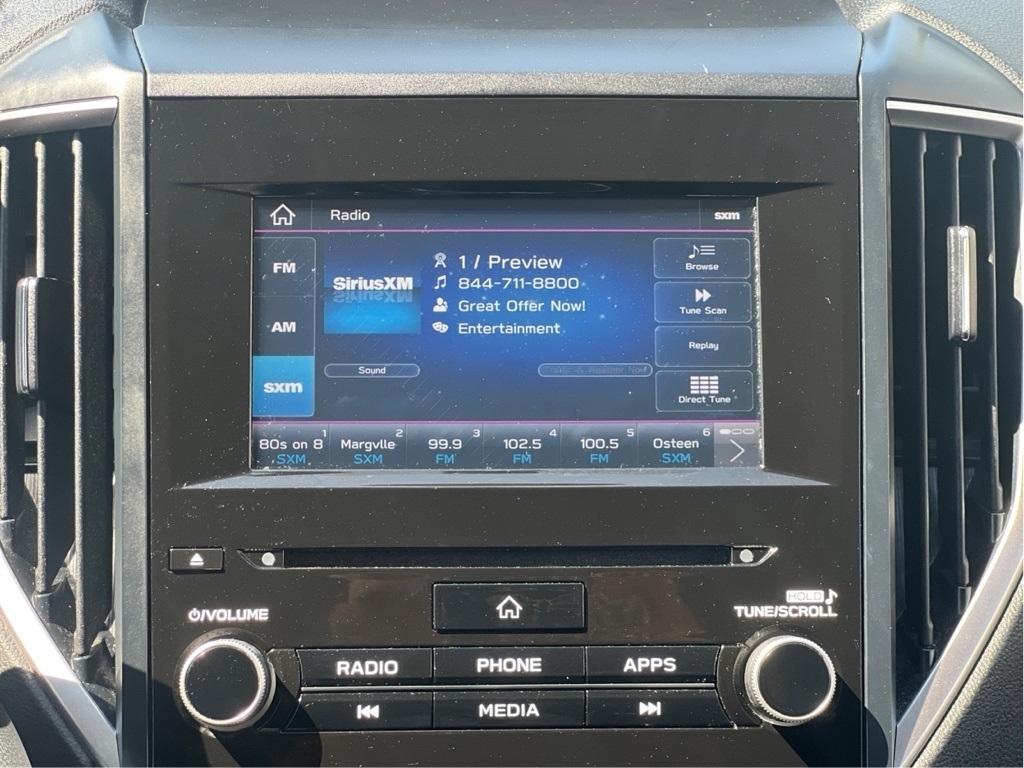 Radio
sxm
FM
AM
sxm
SiriusXM
1 / Preview
844-711-8800
Great Offer Now!
Entertainment
Sound
Browse
Tune Scan
Replay
Direct Tune
1
80s on 8
SXM
2
Margvlle
SXM
3
99.9
FM
4
102.5
FM
5
100.5
FM
6
Osteen
SXM
/VOLUME
HOLD
TUNE/SCROLL
RADIO
PHONE
APPS
MEDIA